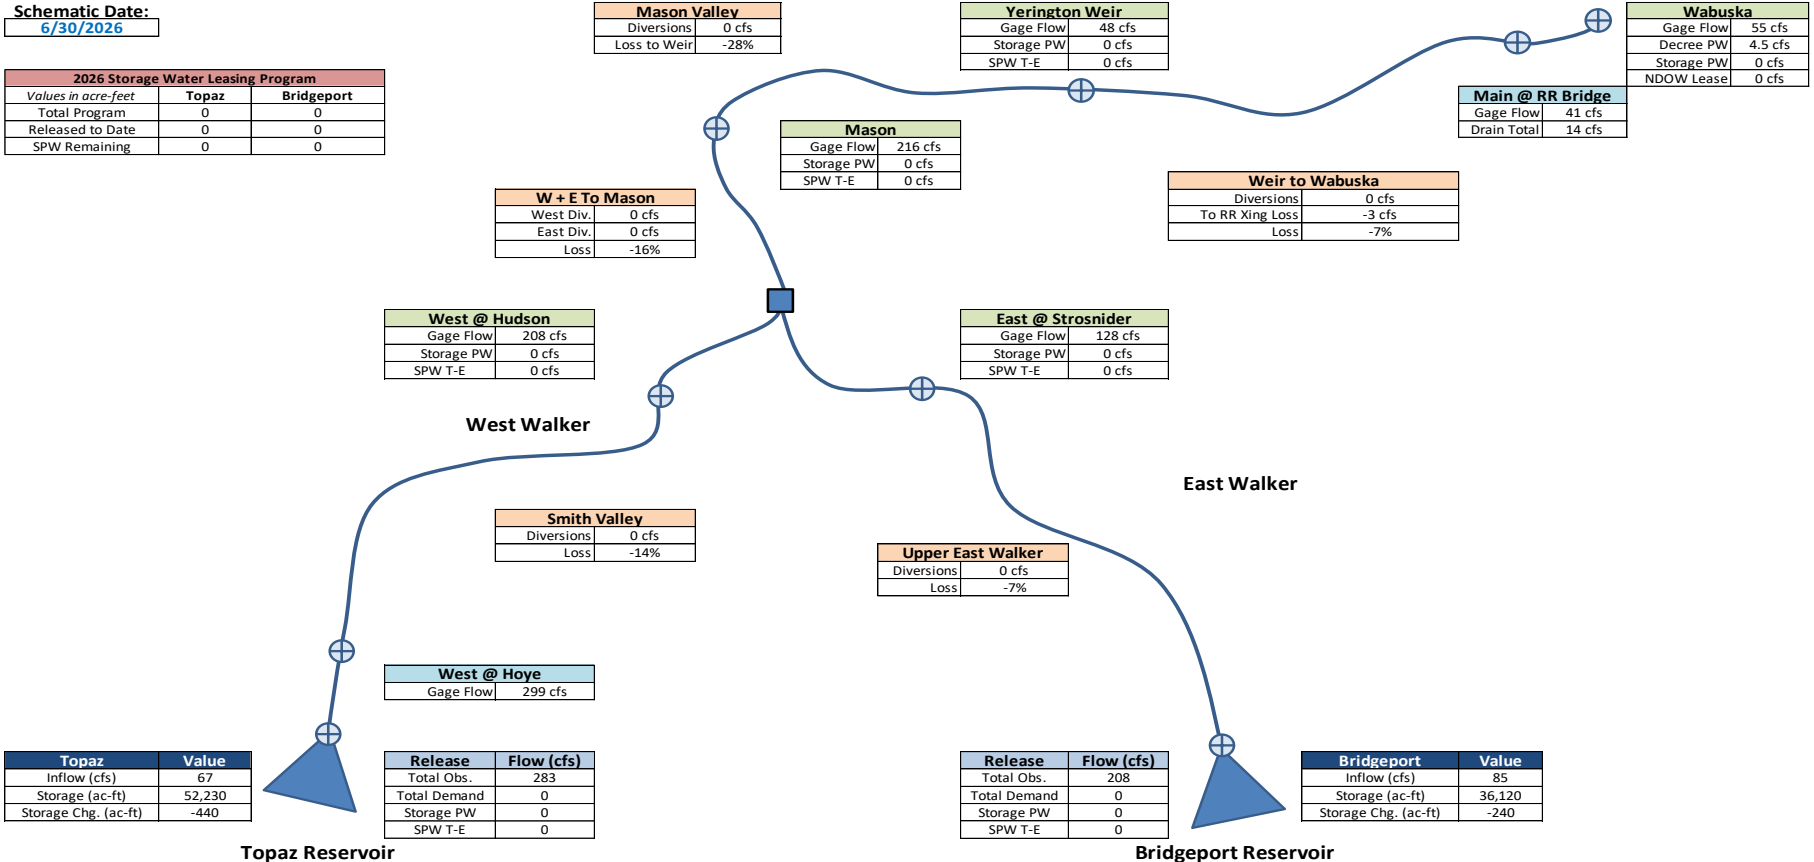 Schematic Date:
6/30/2026
2026 Storage Water Leasing Program
Values in acre-feet Topaz Bridgeport
Total Program 0 0
Released to Date 0 0
SPW Remaining 0 0
Mason Valley
Diversions 0 cfs
Loss to Weir -28%
Yerington Weir
Gage Flow 48 cfs
Storage PW 0 cfs
SPW T-E 0 cfs
Wabuska
Gage Flow 55 cfs
Decree PW 4.5 cfs
Storage PW 0 cfs
NDOW Lease 0 cfs
Main @ RR Bridge
Gage Flow 41 cfs
Drain Total 14 cfs
Mason
Gage Flow 216 cfs
Storage PW 0 cfs
SPW T-E 0 cfs
W + E To Mason
West Div. 0 cfs
East Div. 0 cfs
Loss -16%
Weir to Wabuska
Diversions 0 cfs
To RR Xing Loss -3 cfs
Loss -7%
West @ Hudson
Gage Flow 208 cfs
Storage PW 0 cfs
SPW T-E 0 cfs
East @ Strosnider
Gage Flow 128 cfs
Storage PW 0 cfs
SPW T-E 0 cfs
West Walker
East Walker
Smith Valley
Diversions 0 cfs
Loss -14%
Upper East Walker
Diversions 0 cfs
Loss -7%
West @ Hoye
Gage Flow 299 cfs
Topaz Value
Inflow (cfs) 67
Storage (ac-ft) 52,230
Storage Chg. (ac-ft) -440
Release Flow (cfs)
Total Obs. 283
Total Demand 0
Storage PW 0
SPW T-E 0
Topaz Reservoir
Release Flow (cfs)
Total Obs. 208
Total Demand 0
Storage PW 0
SPW T-E 0
Bridgeport Value
Inflow (cfs) 85
Storage (ac-ft) 36,120
Storage Chg. (ac-ft) -240
Bridgeport Reservoir